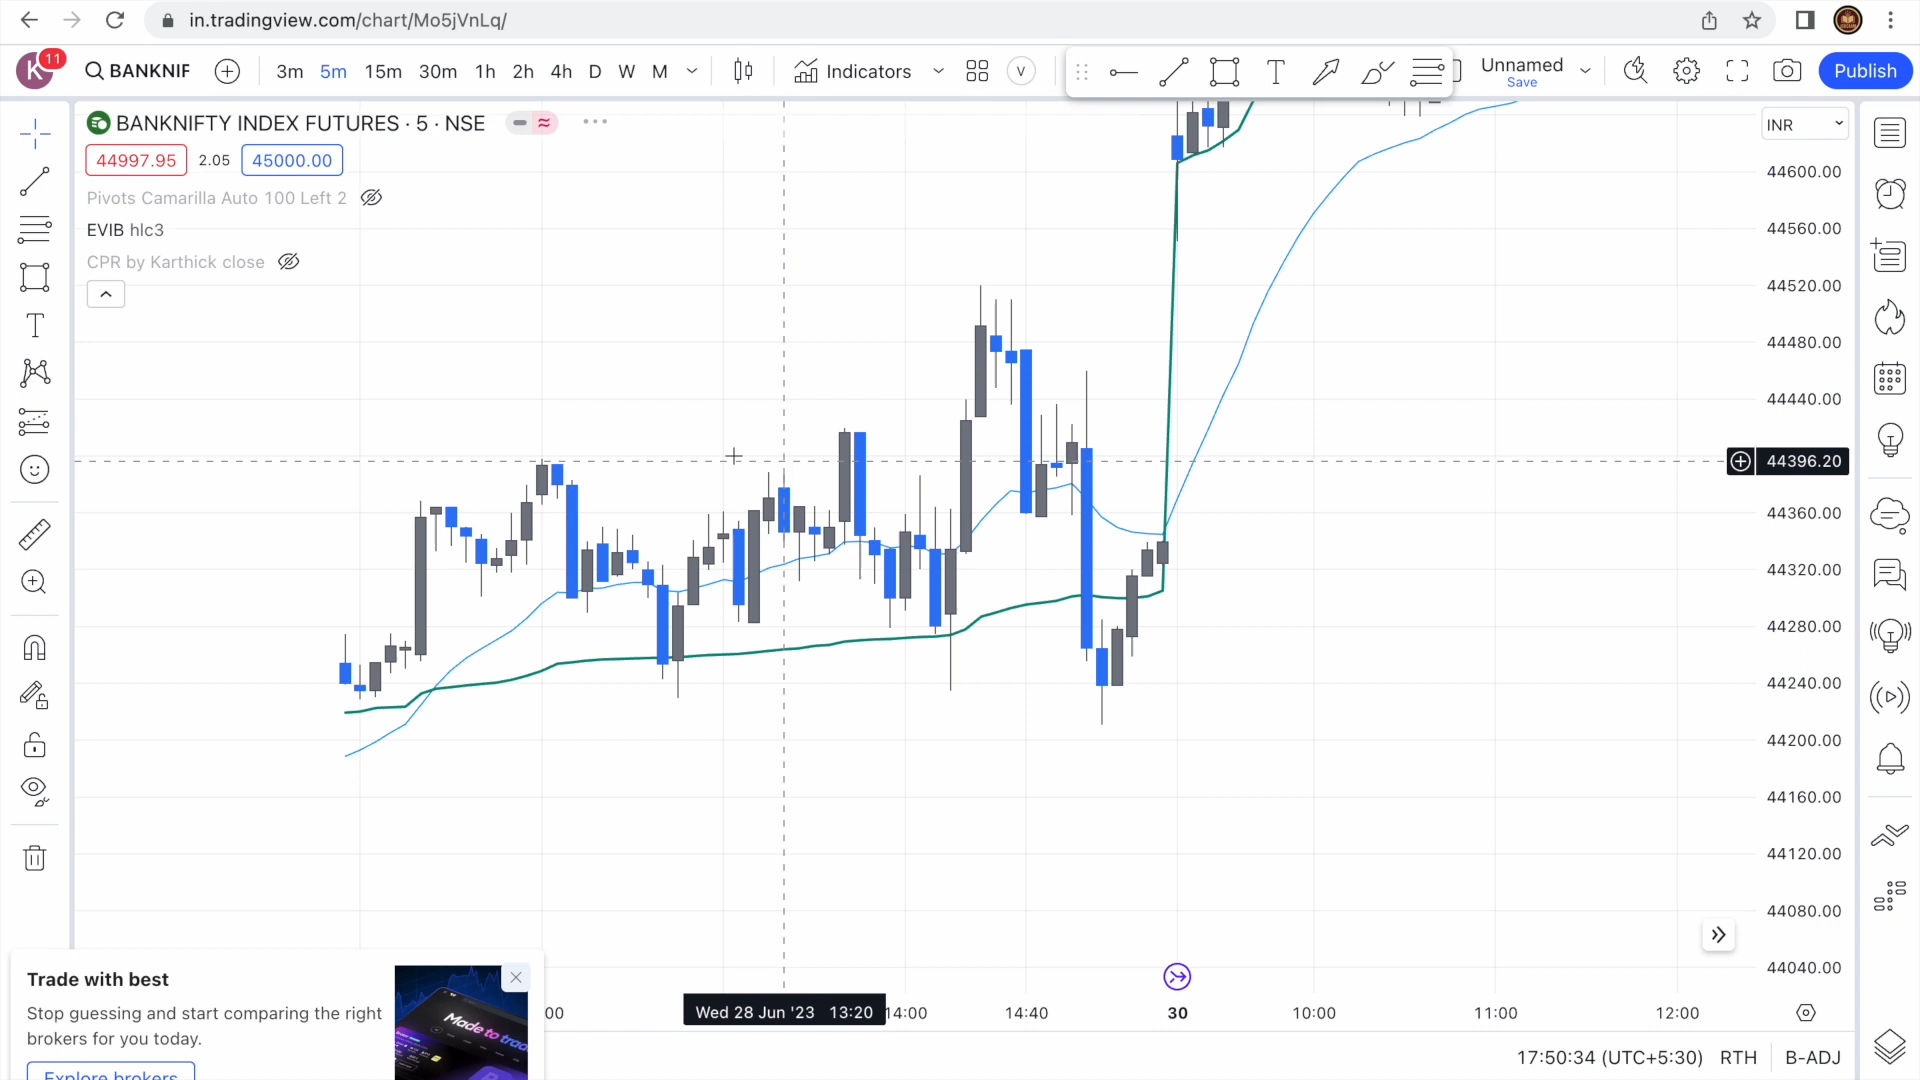 in.tradingview.com/chart/Mo5jVnLq/
K 11 BANKNIF 3m 5m 15m 30m 1h 2h 4h D W M Indicators V T Unnamed Publish
Save
BANKNIFTY INDEX FUTURES · 5 · NSE
INR
44997.95 2.05 45000.00
Pivots Camarilla Auto 100 Left 2
EVIB hlc3
CPR by Karthick close
44600.00
44560.00
44520.00
44480.00
44440.00
44396.20
44360.00
44320.00
44280.00
44240.00
44200.00
44160.00
44120.00
44080.00
44040.00
Trade with best
Stop guessing and start comparing the right
brokers for you today.
Explore brokers
Made to trad
:00 Wed 28 Jun '23 13:20 14:00 14:40 30 10:00 11:00 12:00
17:50:34 (UTC+5:30) RTH B-ADJ